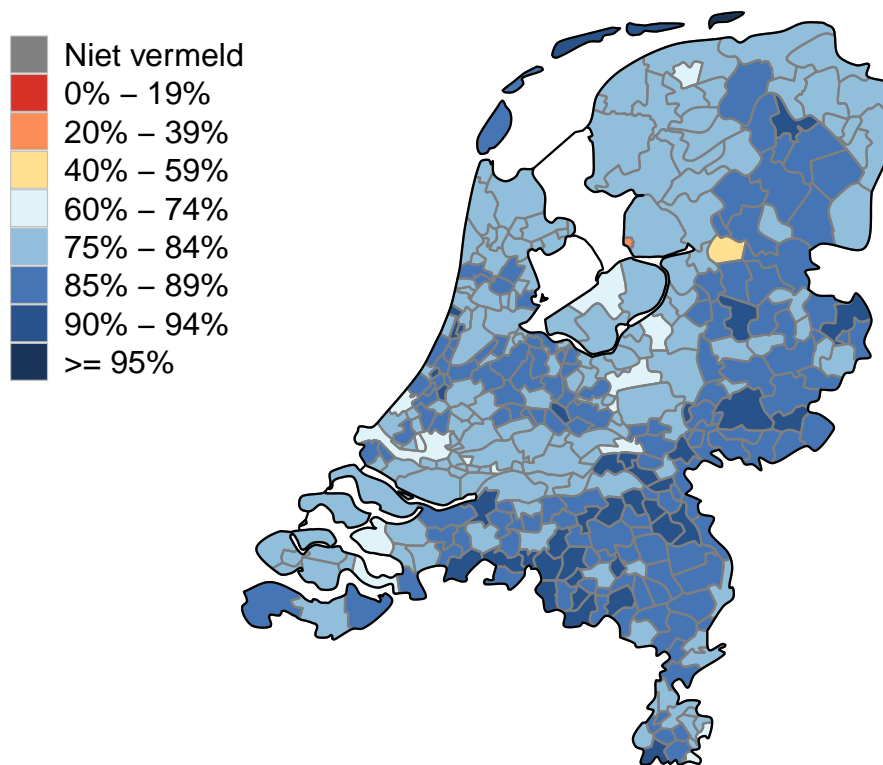 Niet vermeld
0% – 19%
20% – 39%
40% – 59%
60% – 74%
75% – 84%
85% – 89%
90% – 94%
>= 95%